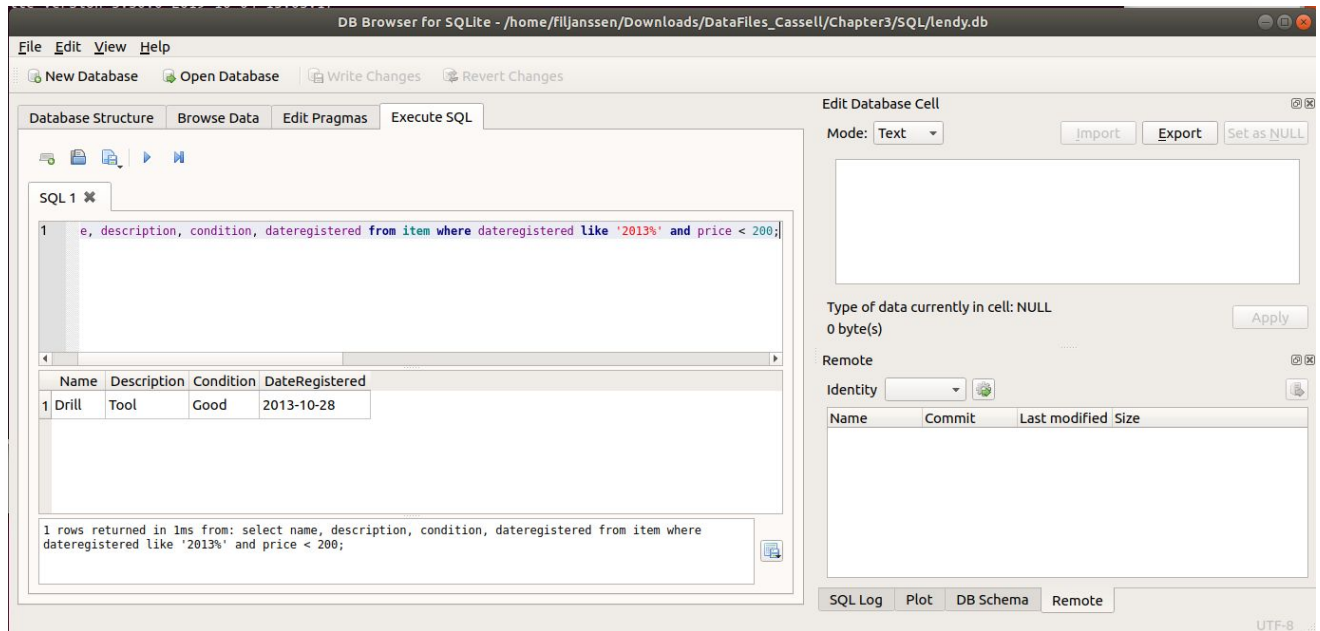 DB Browser for SQLite - /home/filjanssen/Downloads/DataFiles_Cassell/Chapter3/SQL/lendy.db
File Edit View Help
New Database Open Database Write Changes Revert Changes
Database Structure Browse Data Edit Pragmas Execute SQL
SQL 1
1 e, description, condition, dateregistered from item where dateregistered like '2013%' and price < 200;
Name Description Condition DateRegistered
1 Drill Tool Good 2013-10-28
1 rows returned in 1ms from: select name, description, condition, dateregistered from item where
dateregistered like '2013%' and price < 200;
Edit Database Cell
Mode: Text Import Export Set as NULL
Type of data currently in cell: NULL
0 byte(s)
Apply
Remote
Identity
Name Commit Last modified Size
SQL Log Plot DB Schema Remote
UTF-8